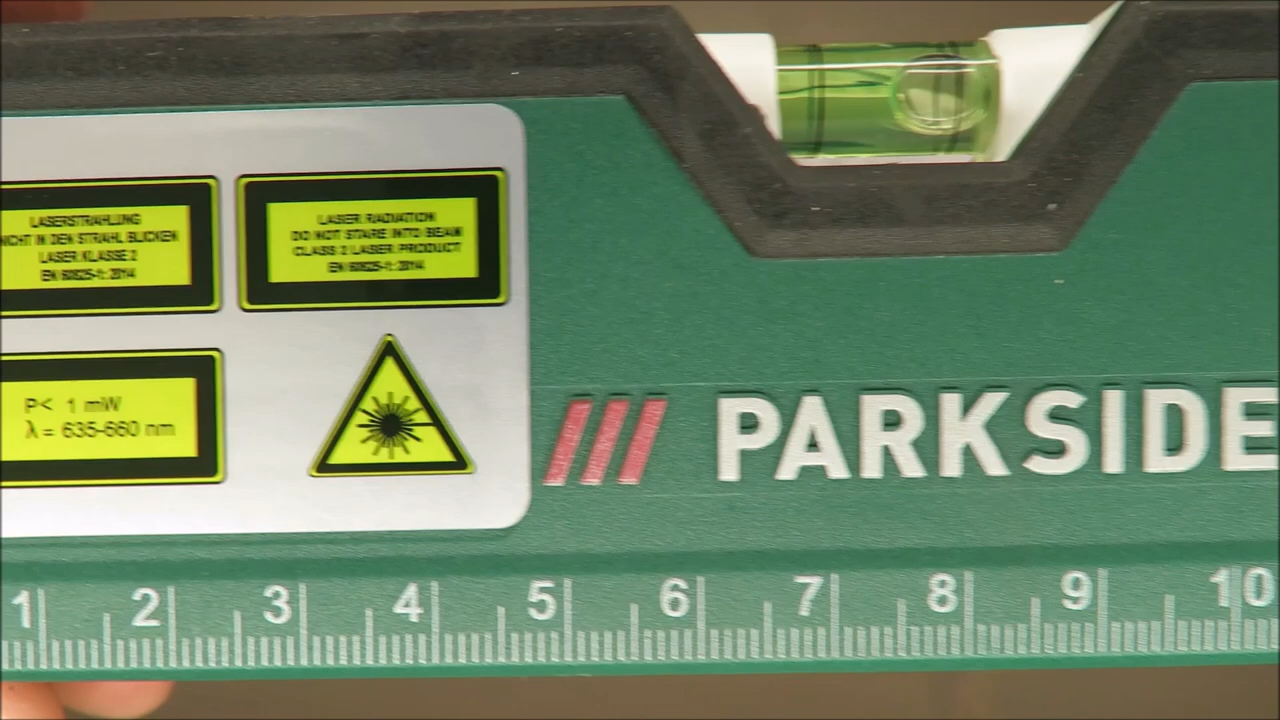 LASERSTRAHLUNG
NICHT IN DEN STRAHL BLICKEN
LASER KLASSE 2
EN 60825-1: 2014
LASER RADIATION
DO NOT STARE INTO BEAM
CLASS 2 LASER PRODUCT
EN 60825-1: 2014
P< 1 mW
λ = 635-660 nm
/// PARKSIDE
1 2 3 4 5 6 7 8 9 10